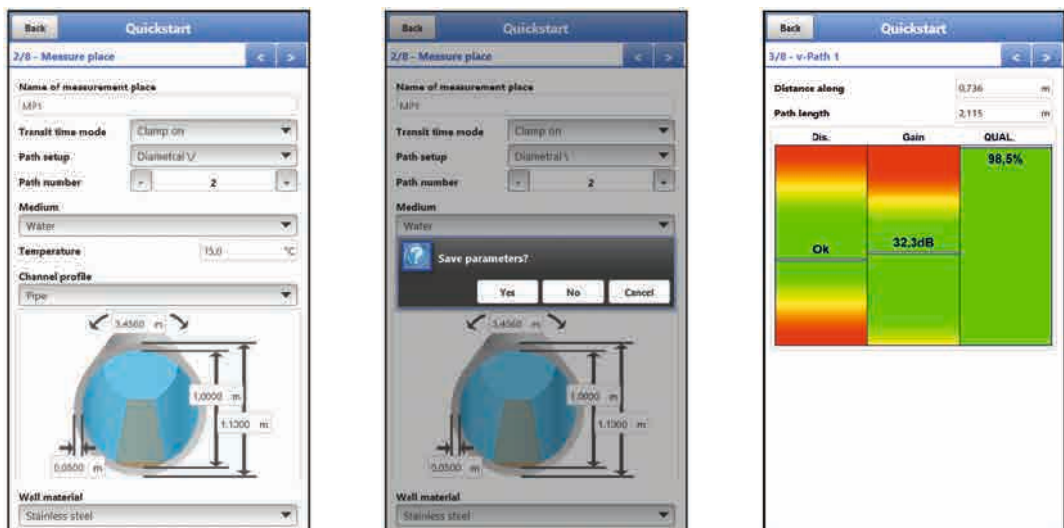 Back Quickstart
2/8 - Measure place < >
Name of measurement place
MP1
Transit time mode Clamp on
Path setup Diametral \/
Path number - 2 +
Medium
Water
Temperature 15,0 °C
Channel profile
Pipe
3.4560 m
1.0000 m
1.1000 m
0.0500 m
Wall material
Stainless steel
Back Quickstart
2/8 - Measure place < >
Name of measurement place
MP1
Transit time mode Clamp on
Path setup Diametral \
Path number - 2 +
Medium
Water
Save parameters?
Yes No Cancel
3.4560 m
1.0000 m
1.1000 m
0.0500 m
Wall material
Stainless steel
Back Quickstart
3/8 - v-Path 1 < >
Distance along 0,736 m
Path length 2,115 m
Dis. Gain QUAL.
98,5%
Ok 32,3dB